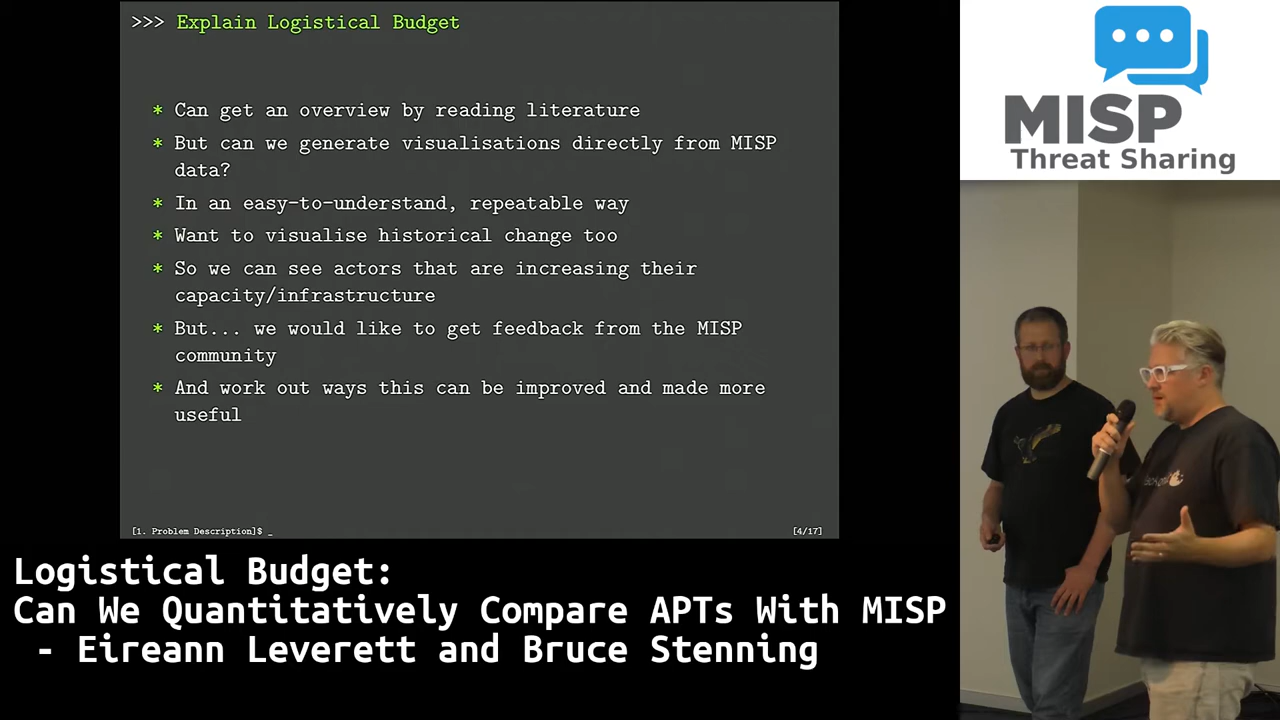 >>> Explain Logistical Budget
* Can get an overview by reading literature
* But can we generate visualisations directly from MISP
data?
* In an easy-to-understand, repeatable way
* Want to visualise historical change too
* So we can see actors that are increasing their
capacity/infrastructure
* But... we would like to get feedback from the MISP
community
* And work out ways this can be improved and made more
useful
[1. Problem Description]$ _
[4/17]
MISP
Threat Sharing
Logistical Budget:
Can We Quantitatively Compare APTs With MISP
- Eireann Leverett and Bruce Stenning